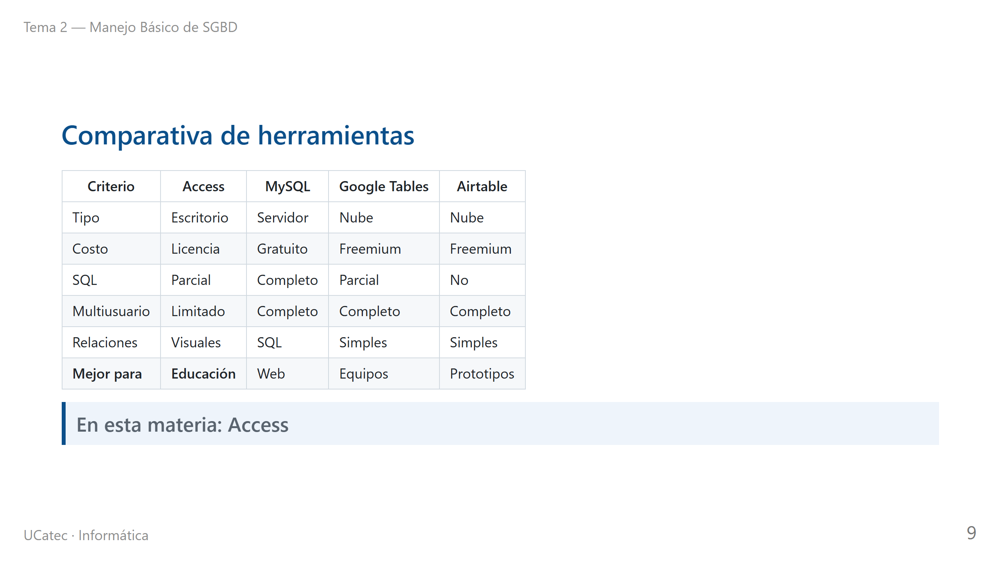 Tema 2 — Manejo Básico de SGBD
Comparativa de herramientas
Criterio Access MySQL Google Tables Airtable
Tipo Escritorio Servidor Nube Nube
Costo Licencia Gratuito Freemium Freemium
SQL Parcial Completo Parcial No
Multiusuario Limitado Completo Completo Completo
Relaciones Visuales SQL Simples Simples
Mejor para Educación Web Equipos Prototipos
En esta materia: Access
UCatec · Informática
9